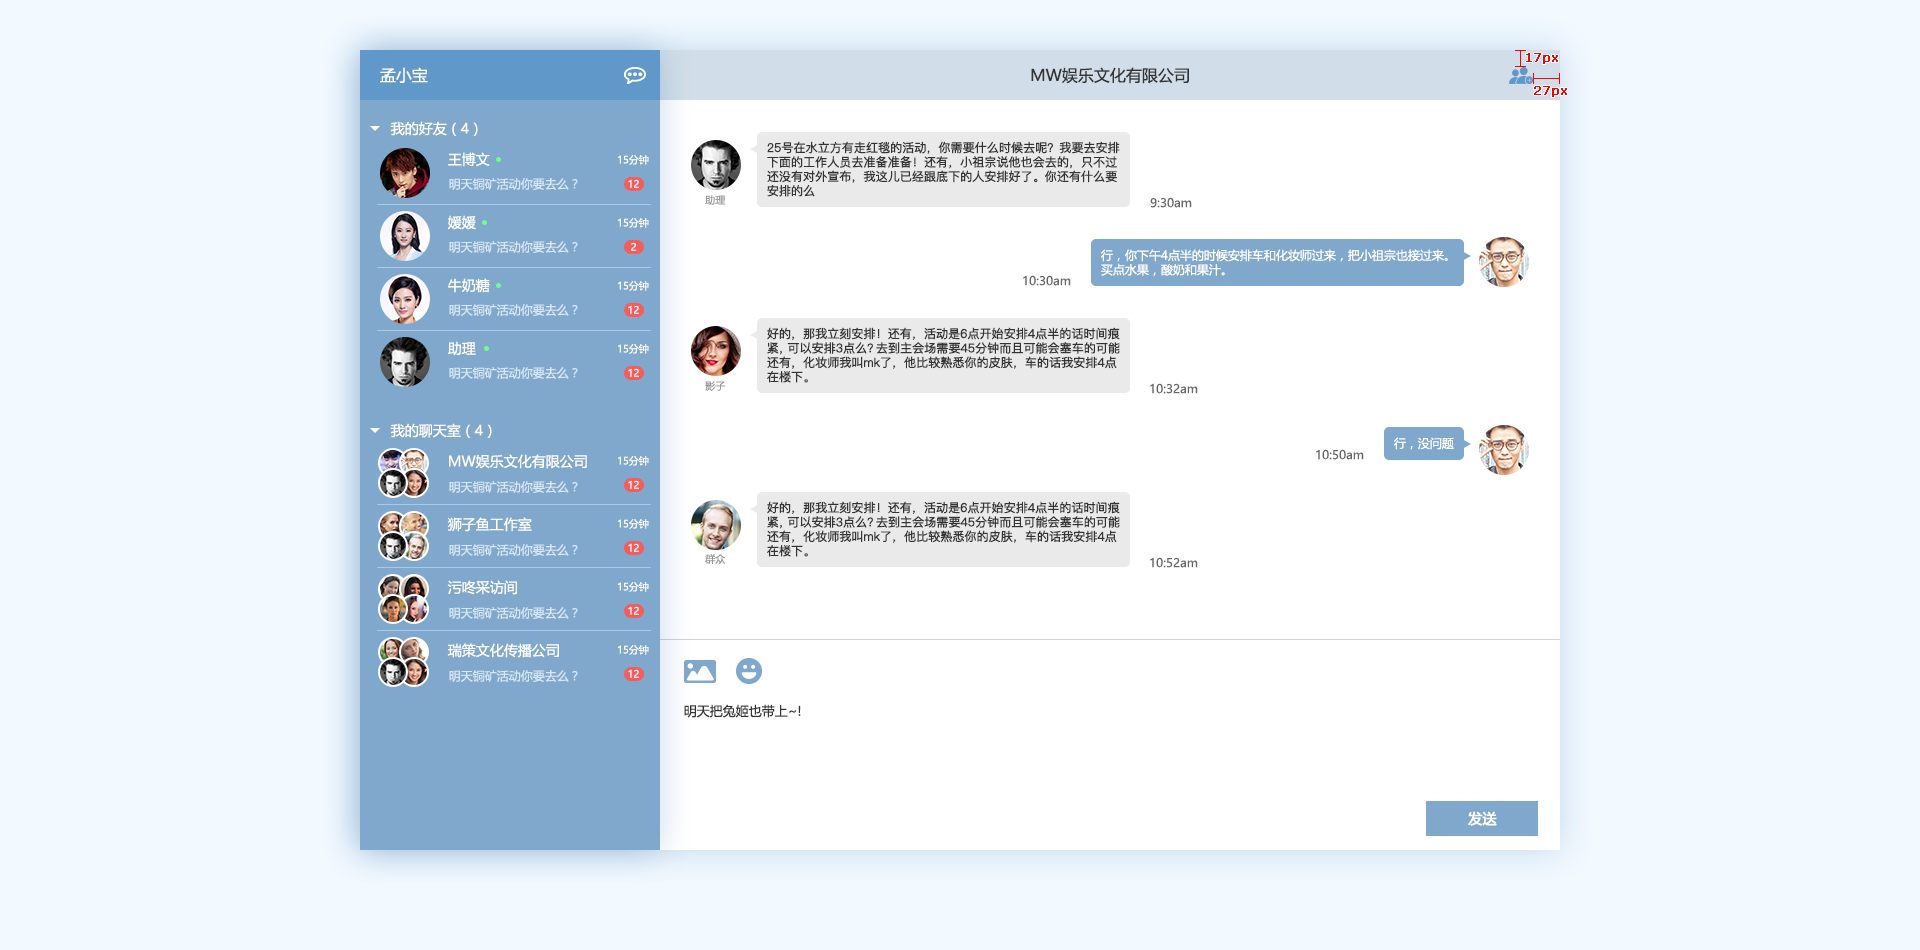 孟小宝
我的好友 ( 4 )
王博文
15分钟
明天铜矿活动你要去么？
12
媛媛
15分钟
明天铜矿活动你要去么？
2
牛奶糖
15分钟
明天铜矿活动你要去么？
12
助理
15分钟
明天铜矿活动你要去么？
12
我的聊天室 ( 4 )
MW娱乐文化有限公司
15分钟
明天铜矿活动你要去么？
12
狮子鱼工作室
15分钟
明天铜矿活动你要去么？
12
污咚采访间
15分钟
明天铜矿活动你要去么？
12
瑞策文化传播公司
15分钟
明天铜矿活动你要去么？
12
MW娱乐文化有限公司
17px
27px
25号在水立方有走红毯的活动，你需要什么时候去呢？我要去安排
下面的工作人员去准备准备！还有，小祖宗说他也会去的，只不过
还没有对外宣布，我这儿已经跟底下的人安排好了。你还有什么要
安排的么
助理
9:30am
行，你下午4点半的时候安排车和化妆师过来，把小祖宗也接过来。
买点水果，酸奶和果汁。
10:30am
好的，那我立刻安排！还有，活动是6点开始安排4点半的话时间痕
紧, 可以安排3点么？去到主会场需要45分钟而且可能会塞车的可能
还有，化妆师我叫mk了，他比较熟悉你的皮肤，车的话我安排4点
在楼下。
影子
10:32am
行，没问题
10:50am
好的，那我立刻安排！还有，活动是6点开始安排4点半的话时间痕
紧, 可以安排3点么？去到主会场需要45分钟而且可能会塞车的可能
还有，化妆师我叫mk了，他比较熟悉你的皮肤，车的话我安排4点
在楼下。
群众
10:52am
明天把兔姬也带上~!
发送